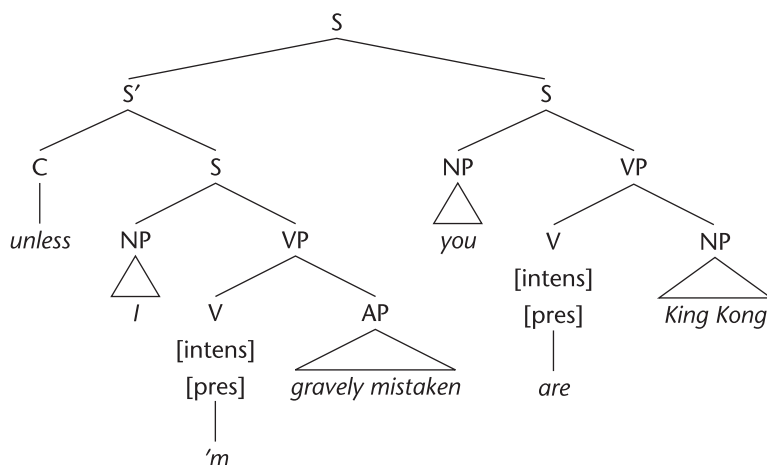 S
S′ S
C S NP VP
unless NP VP you V NP
I V AP [intens] King Kong
[intens] [pres]
[pres] gravely mistaken are
'm